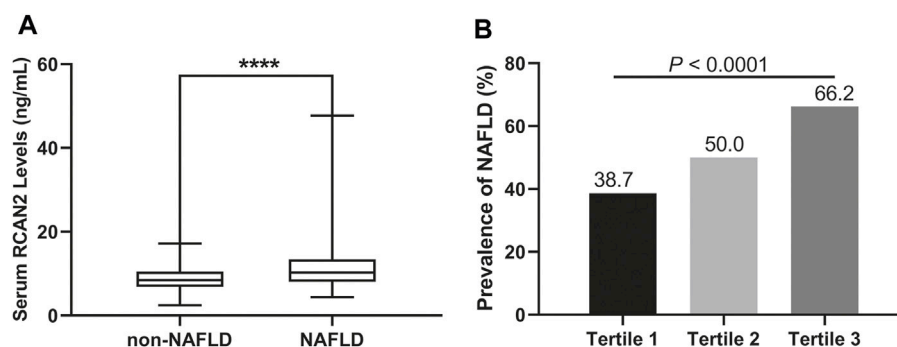 A
Serum RCAN2 Levels (ng/mL)
60
40
20
0
****
non-NAFLD NAFLD
B
Prevalence of NAFLD (%)
80
60
40
20
0
P < 0.0001
38.7
50.0
66.2
Tertile 1 Tertile 2 Tertile 3